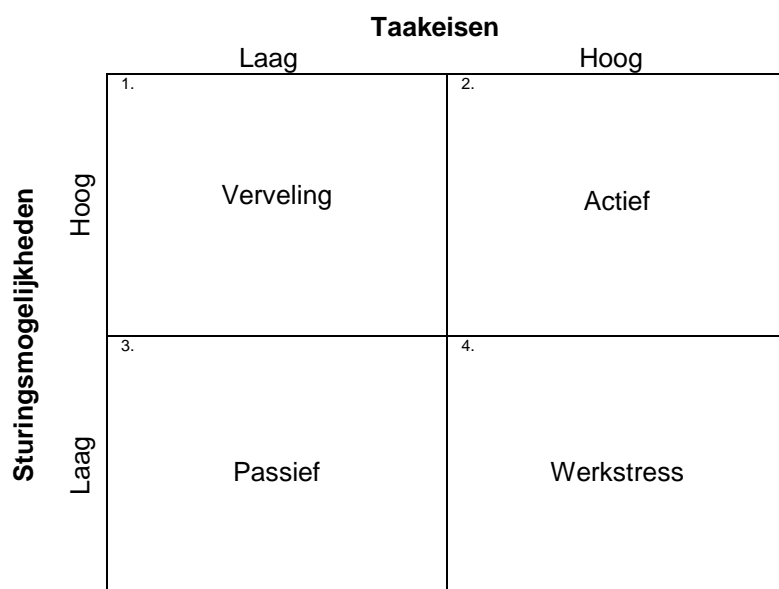 Taakeisen
Laag Hoog
1. 2.
Verveling Actief
Sturingsmogelijkheden
Hoog
3. 4.
Passief Werkstress
Laag